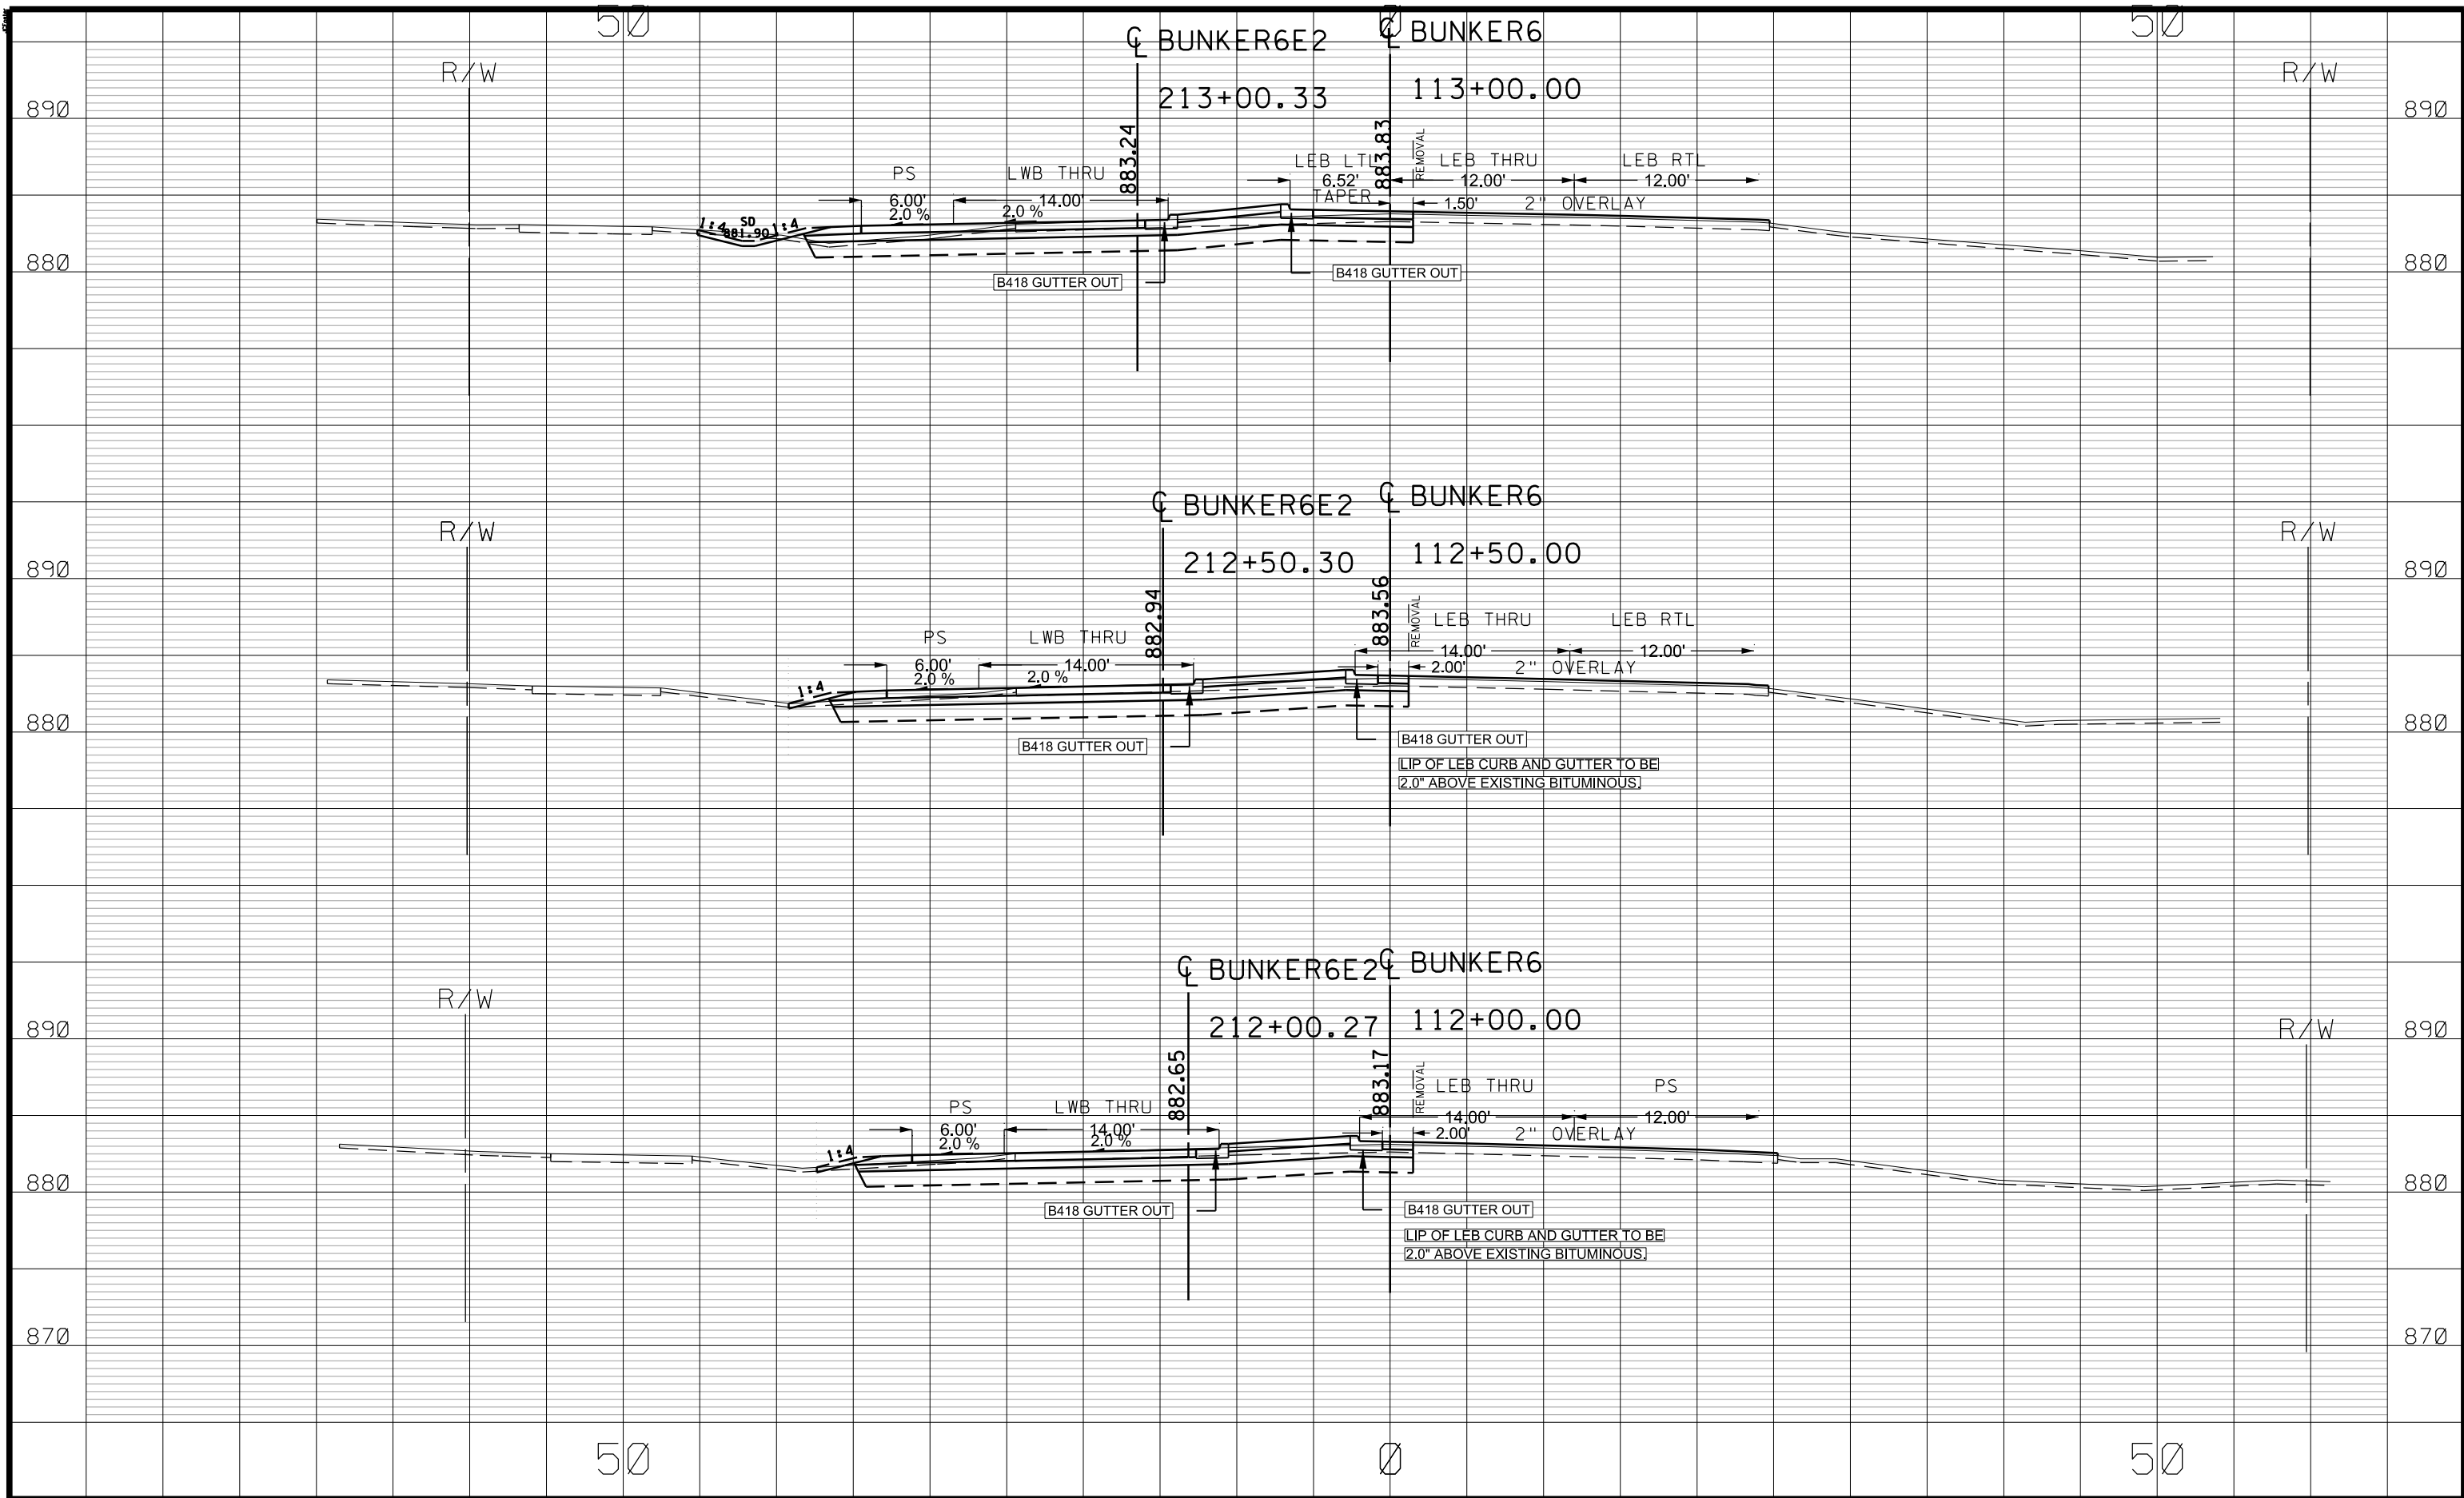 50
0
50
℄ BUNKER6E2
℄ BUNKER6
R/W
R/W
213+00.33
113+00.00
890
890
883.24
883.83
REMOVAL
PS
LWB THRU
LEB LTL
LEB THRU
LEB RTL
6.52'
12.00'
12.00'
TAPER
6.00'
14.00'
1.50'
2" OVERLAY
2.0 %
2.0 %
1:4
SD
881.90
1:4
880
880
B418 GUTTER OUT
B418 GUTTER OUT
℄ BUNKER6E2
℄ BUNKER6
R/W
R/W
212+50.30
112+50.00
890
890
882.94
883.56
REMOVAL
PS
LWB THRU
LEB THRU
LEB RTL
14.00'
12.00'
6.00'
14.00'
2.00'
2" OVERLAY
2.0 %
2.0 %
1:4
880
880
B418 GUTTER OUT
B418 GUTTER OUT
LIP OF LEB CURB AND GUTTER TO BE
2.0" ABOVE EXISTING BITUMINOUS.
℄ BUNKER6E2
℄ BUNKER6
R/W
R/W
212+00.27
112+00.00
890
890
882.65
883.17
REMOVAL
PS
LWB THRU
LEB THRU
PS
14.00'
12.00'
6.00'
14.00'
2.00'
2" OVERLAY
2.0 %
2.0 %
1:4
880
880
B418 GUTTER OUT
B418 GUTTER OUT
LIP OF LEB CURB AND GUTTER TO BE
2.0" ABOVE EXISTING BITUMINOUS.
870
870
50
0
50